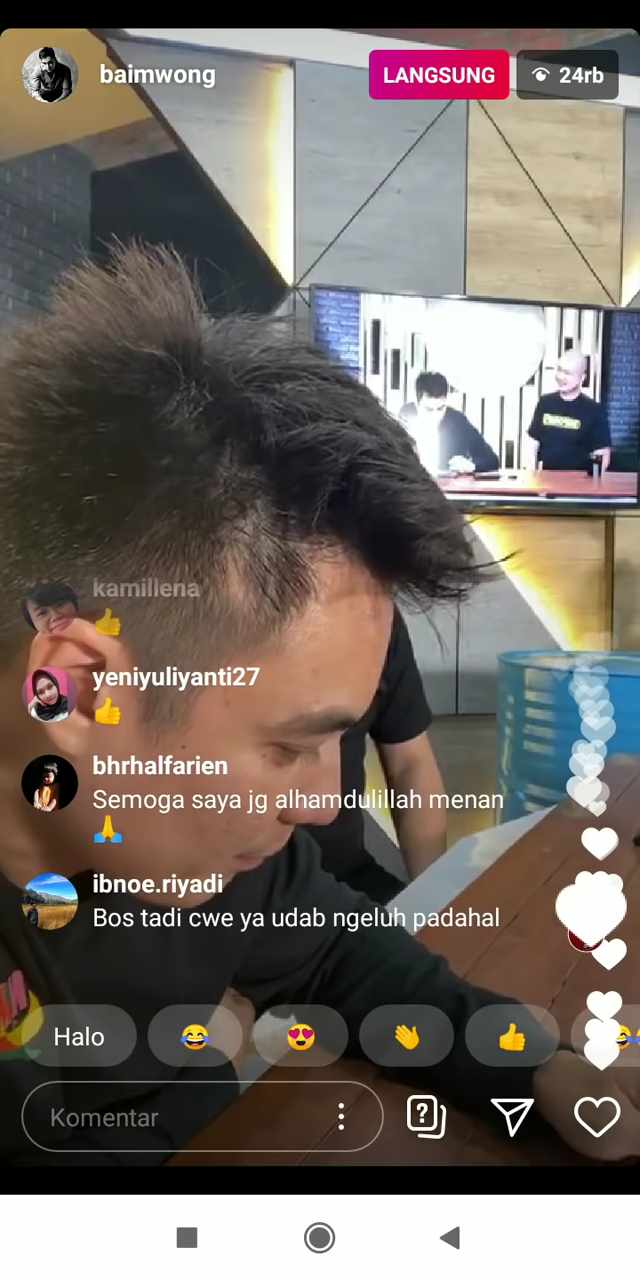 baimwong
LANGSUNG
24rb
kamillena
👍
yeniyuliyanti27
👍
bhrhalfarien
Semoga saya jg alhamdulillah menan
🙏
ibnoe.riyadi
Bos tadi cwe ya udab ngeluh padahal
Halo 😂 😍 👋 👍 😂
Komentar